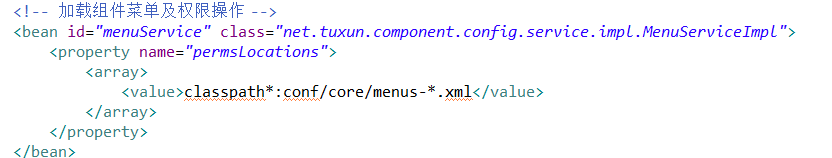 <!-- 加载组件菜单及权限操作 -->
<bean id="menuService" class="net.tuxun.component.config.service.impl.MenuServiceImpl">
    <property name="permsLocations">
        <array>
            <value>classpath*:conf/core/menus-*.xml</value>
        </array>
    </property>
</bean>